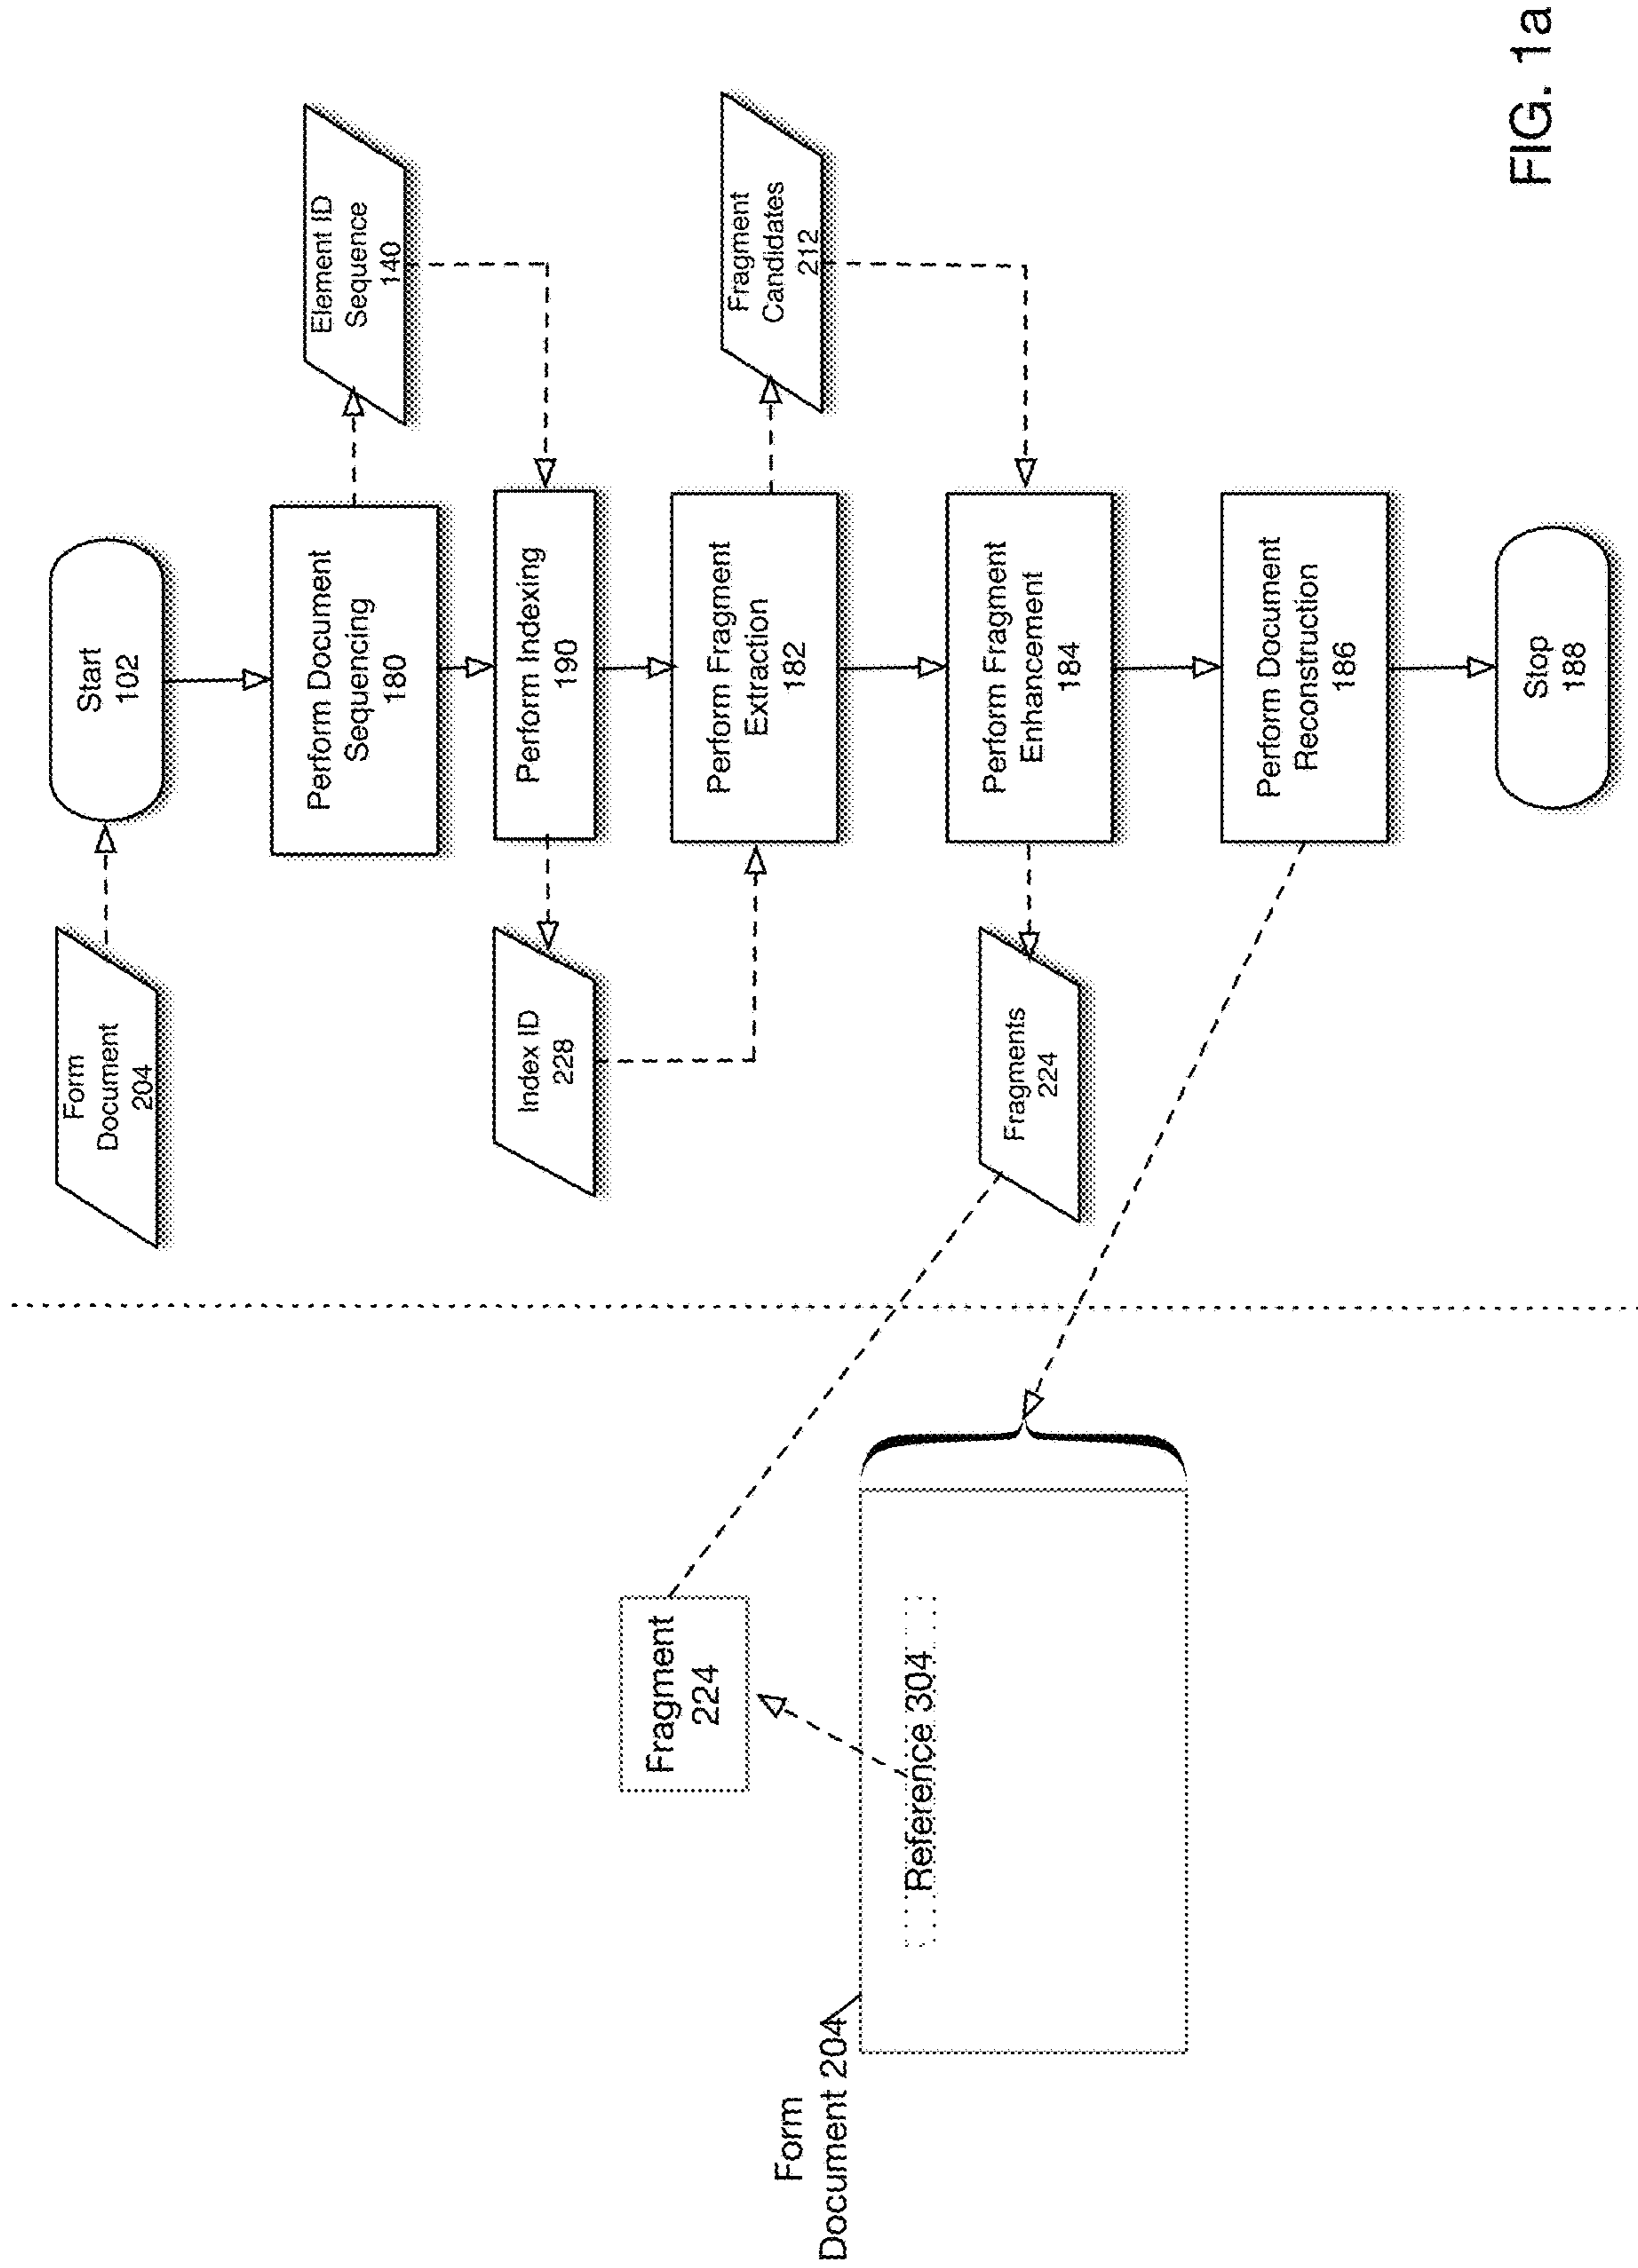 Form
Document
204
Start
102
Perform Document
Sequencing
180
Element ID
Sequence
140
Perform Indexing
190
Index ID
228
Perform Fragment
Extraction
182
Fragment
Candidates
212
Perform Fragment
Enhancement
184
Fragments
224
Perform Document
Reconstruction
186
Stop
188
Fragment
224
Reference 304
Form
Document 204
FIG. 1a